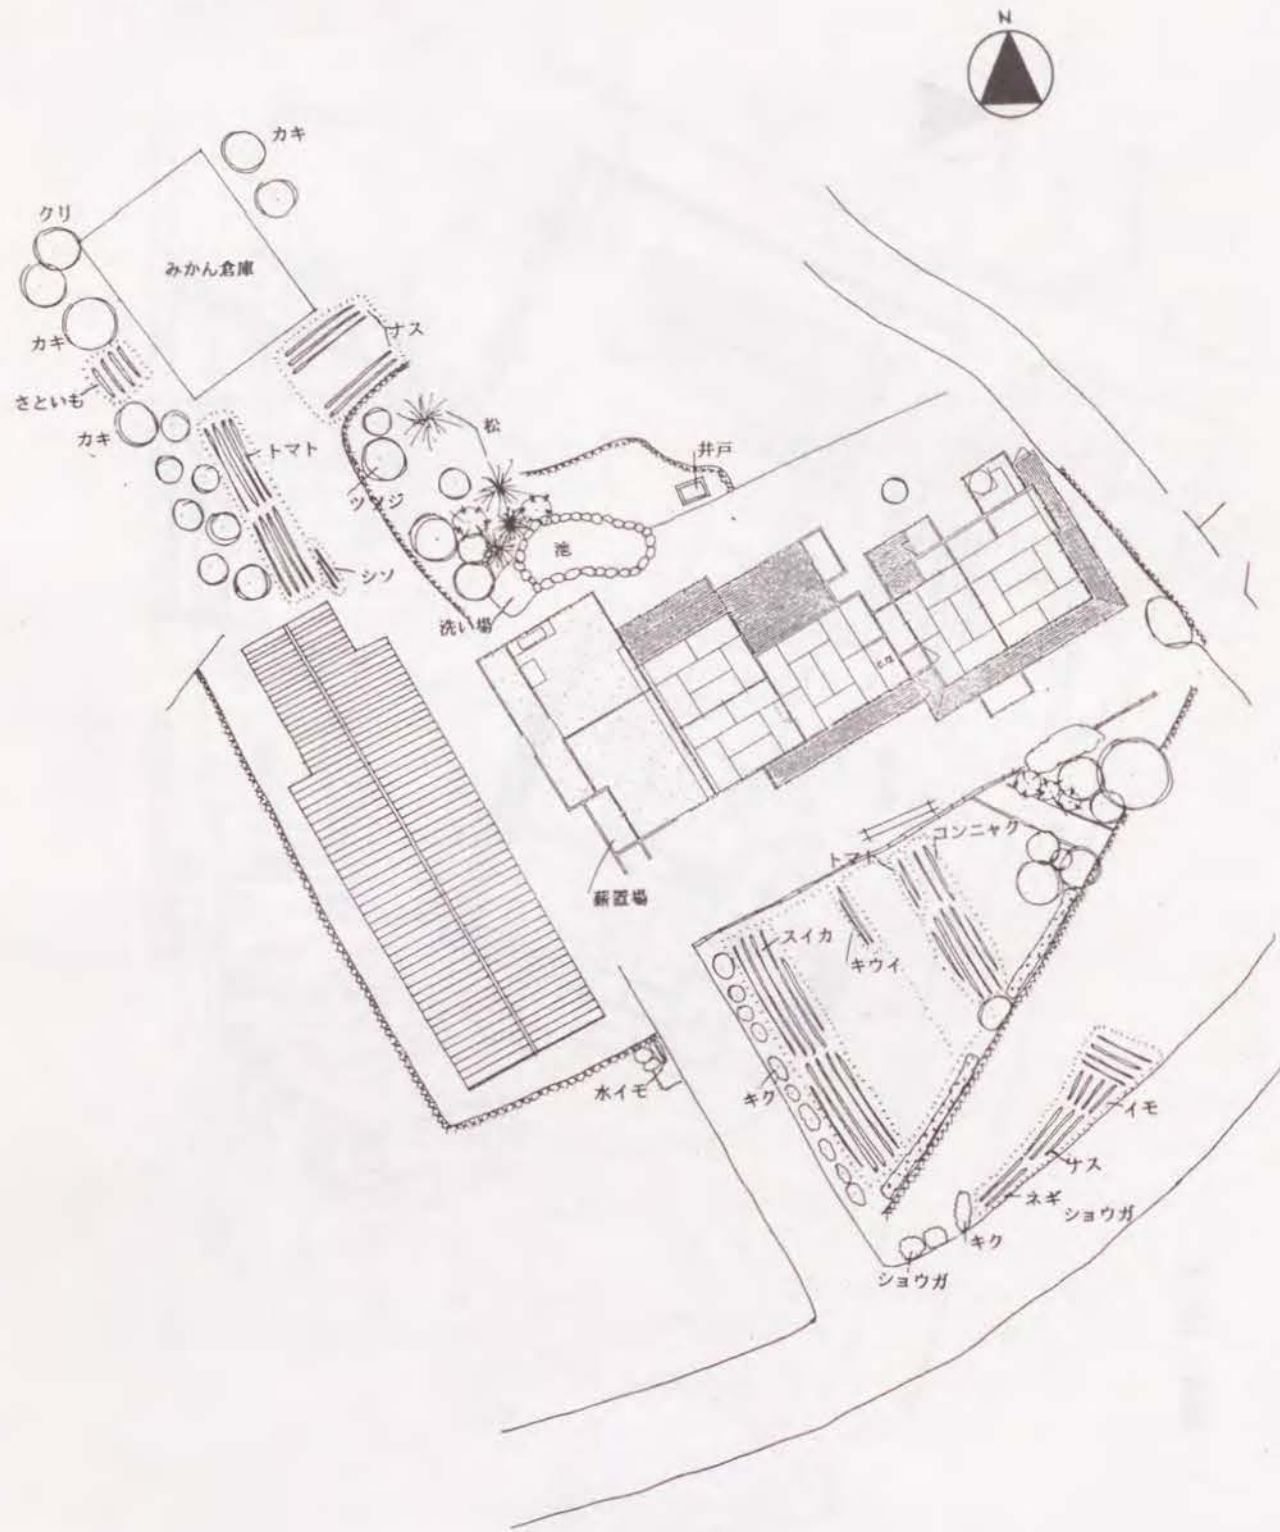 N
カキ
クリ
みかん倉庫
ナス
カキ
さといも
カキ
松
トマト
井戸
ツツジ
池
シソ
洗い場
コンニャク
トマト
薪置場
スイカ
キウイ
水イモ
キク
イモ
ナス
ネギ
ショウガ
キク
ショウガ